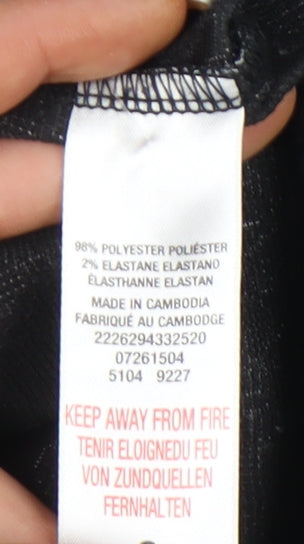 98% POLYESTER POLIÉSTER
2% ELASTANE ELASTANO
ÉLASTHANNE ELASTAN
MADE IN CAMBODIA
FABRIQUÉ AU CAMBODGE
2226294332520
07261504
5104 9227
KEEP AWAY FROM FIRE
TENIR ELOIGNEDU FEU
VON ZUNDQUELLEN
FERNHALTEN